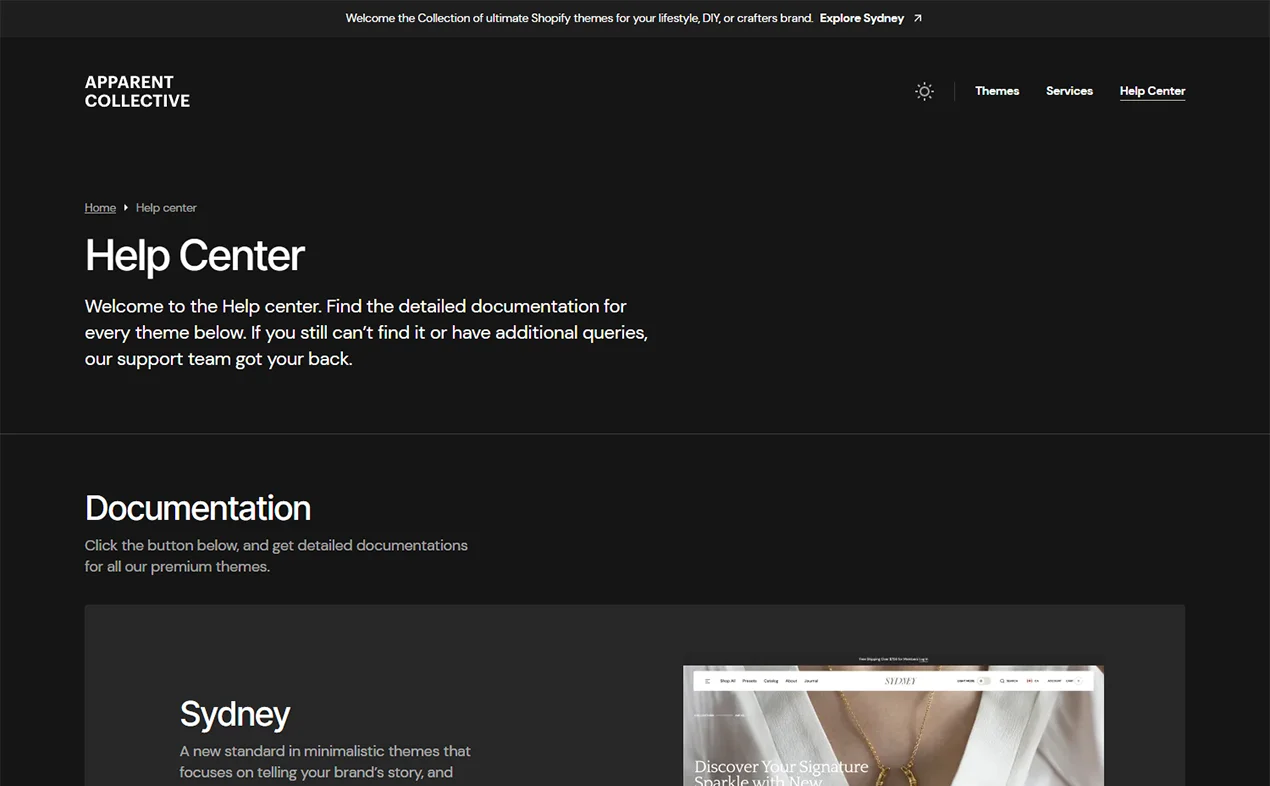 Welcome the Collection of ultimate Shopify themes for your lifestyle, DIY, or crafters brand. Explore Sydney
APPARENT
COLLECTIVE
Themes Services Help Center
Home Help center
Help Center
Welcome to the Help center. Find the detailed documentation for
every theme below. If you still can’t find it or have additional queries,
our support team got your back.
Documentation
Click the button below, and get detailed documentations
for all our premium themes.
Sydney
A new standard in minimalistic themes that
focuses on telling your brand’s story, and
Shop All Presets Catalog About Journal SYDNEY SEARCH ACCOUNT CART
Discover Your Signature
Sparkle with New